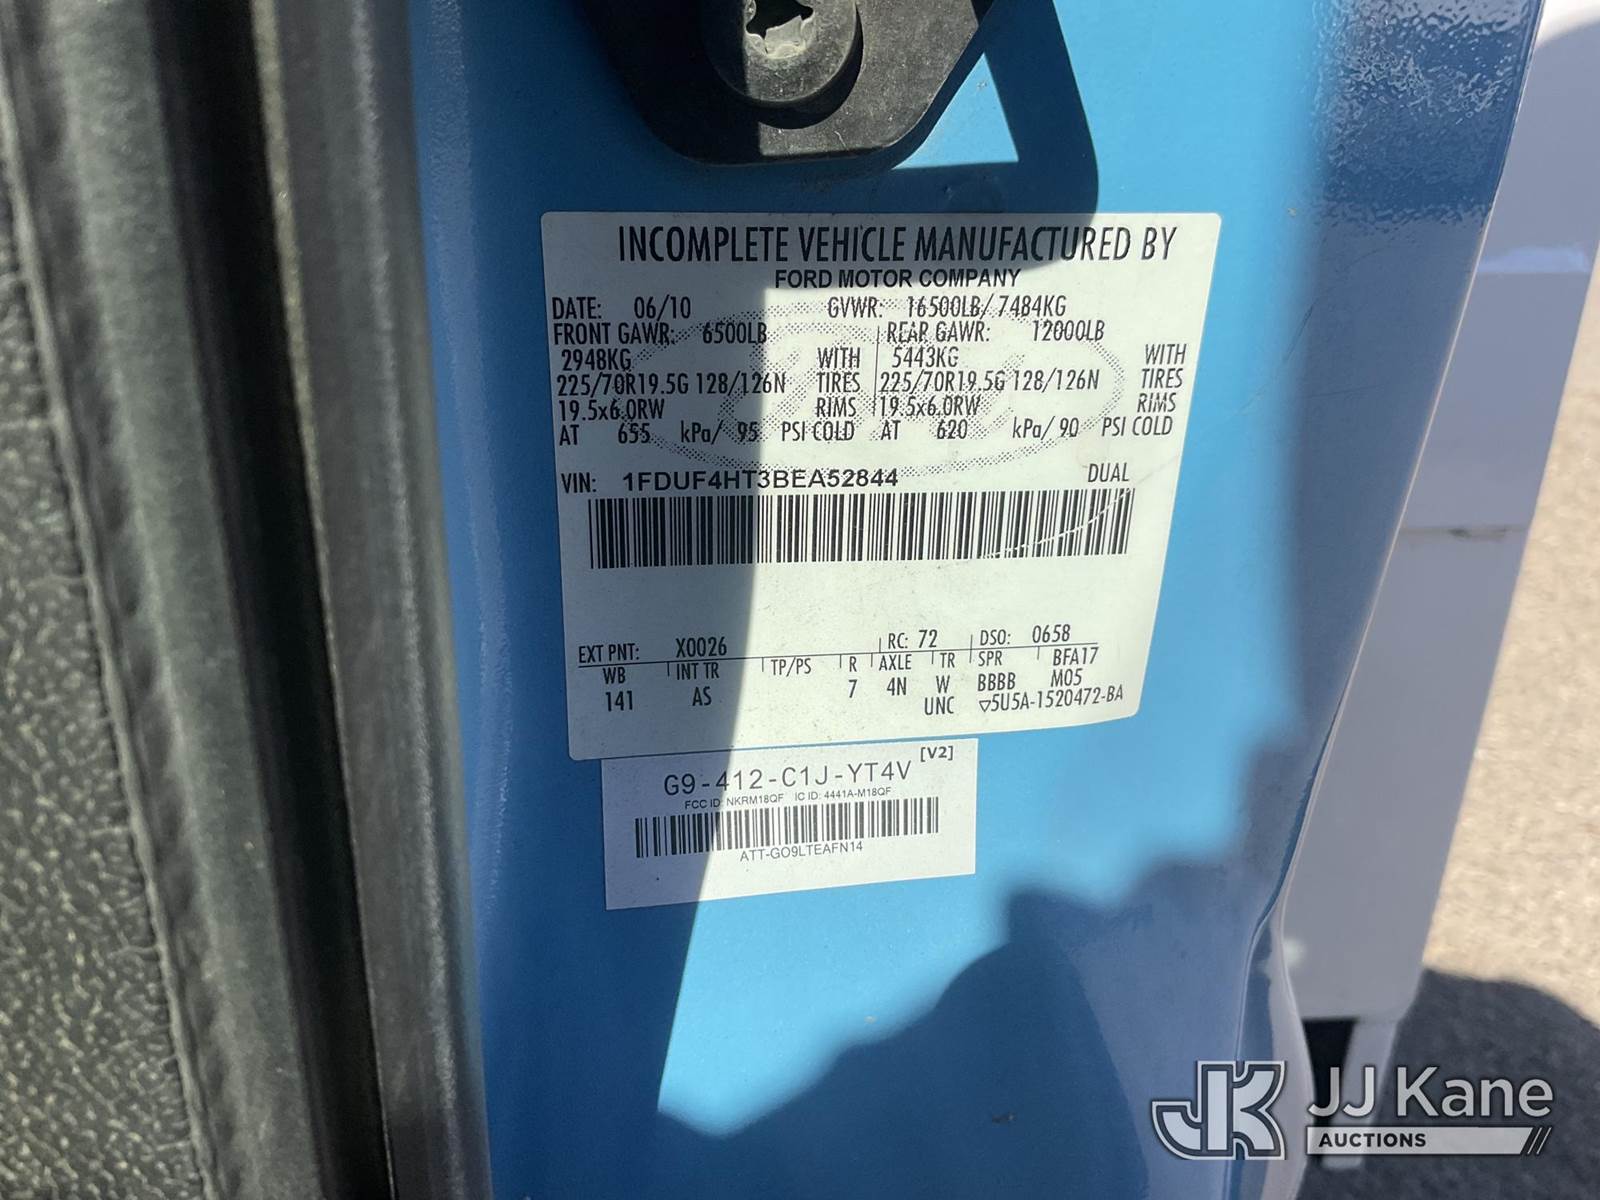 INCOMPLETE VEHICLE MANUFACTURED BY
FORD MOTOR COMPANY
DATE: 06/10 GVWR: 16500LB/ 7484KG
FRONT GAWR: 6500LB REAR GAWR: 12000LB
2948KG WITH 5443KG WITH
225/70R19.5G 128/126N TIRES 225/70R19.5G 128/126N TIRES
19.5x6.0RW RIMS 19.5x6.0RW RIMS
AT 655 kPa/ 95 PSI COLD AT 620 kPa/ 90 PSI COLD
VIN: 1FDUF4HT3BEA52844 DUAL
EXT PNT: X0026 RC: 72 DSO: 0658
WB INT TR TP/PS R AXLE TR SPR BFA17
141 AS 7 4N W BBBB M05
UNC ▽5U5A-1520472-BA
[V2]
G9-412-C1J-YT4V
FCC ID: NKRM18QF IC ID: 4441A-M18QF
ATT-GO9LTEAFN14
JK JJ Kane
AUCTIONS